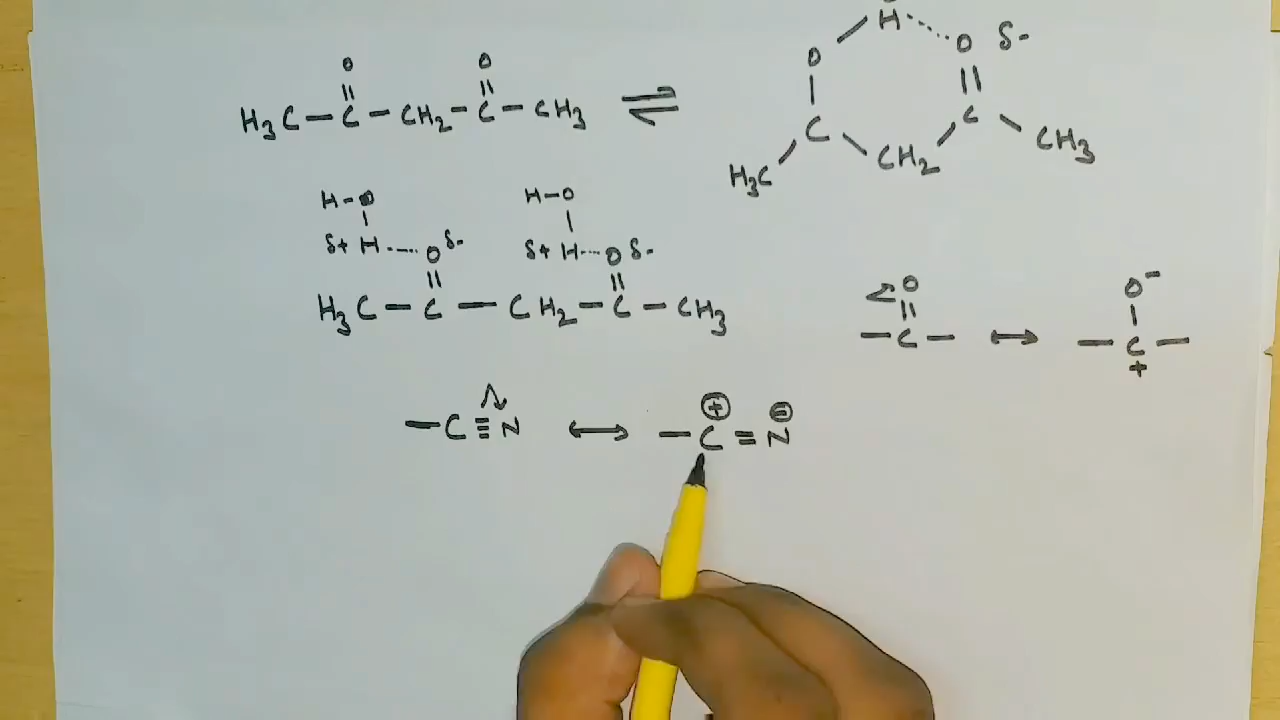 O O
H₃C — C — CH₂ — C — CH₃ ⇌
H O δ-
O
C C
H₃C CH₂ CH₃
H-O H-O
δ+ H ---- O δ- δ+ H ---- O δ-
H₃C — C — CH₂ — C — CH₃
O O⁻
— C — ↔ — C —
+
— C ≡ N ↔ — C = N
⊕ ⊖